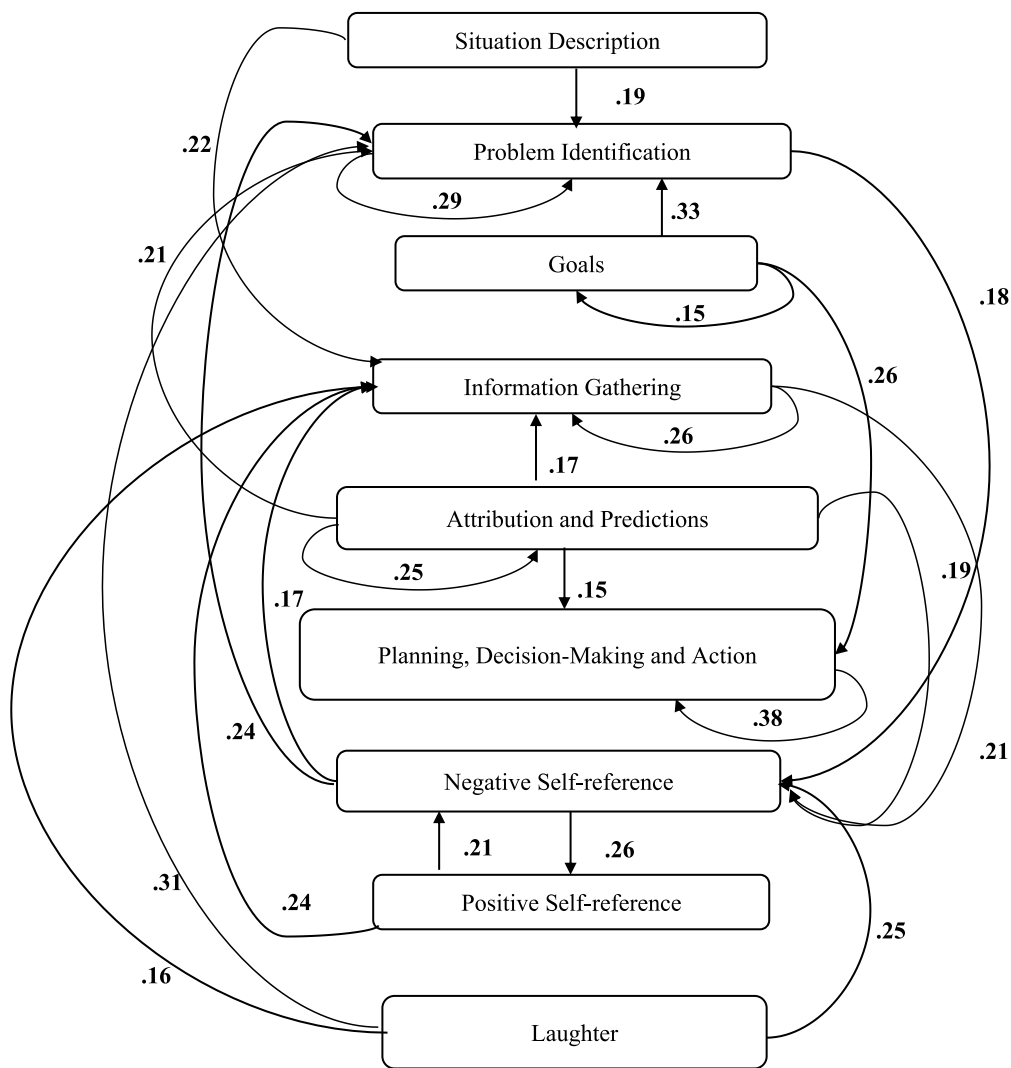 Situation Description
.19
.22
Problem Identification
.29
.33
.21
Goals
.18
.15
.26
Information Gathering
.26
.17
Attribution and Predictions
.25
.15
.19
.17
Planning, Decision-Making and Action
.38
.24
.21
Negative Self-reference
.21
.26
.31
.24
Positive Self-reference
.25
.16
Laughter